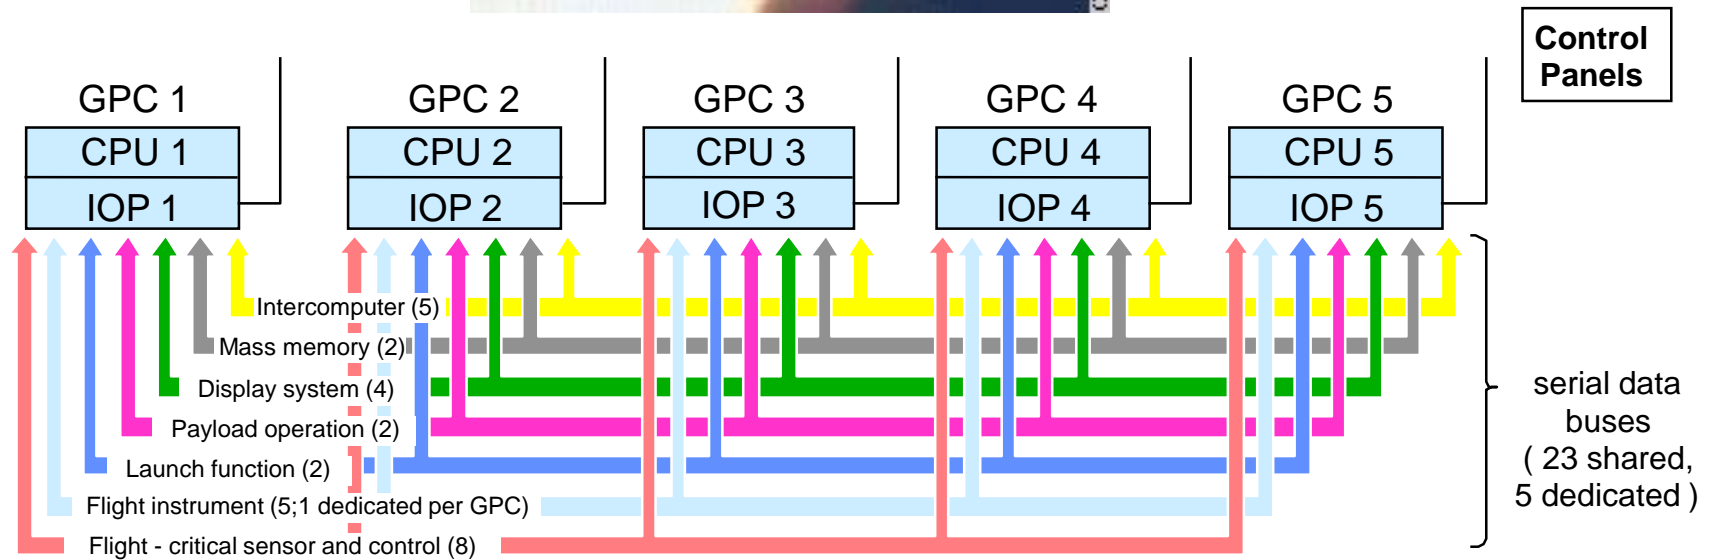 Control
Panels
GPC 1
GPC 2
GPC 3
GPC 4
GPC 5
CPU 1
CPU 2
CPU 3
CPU 4
CPU 5
IOP 1
IOP 2
IOP 3
IOP 4
IOP 5
Intercomputer (5)
Mass memory (2)
Display system (4)
Payload operation (2)
Launch function (2)
Flight instrument (5;1 dedicated per GPC)
Flight - critical sensor and control (8)
serial data
buses
( 23 shared,
5 dedicated )